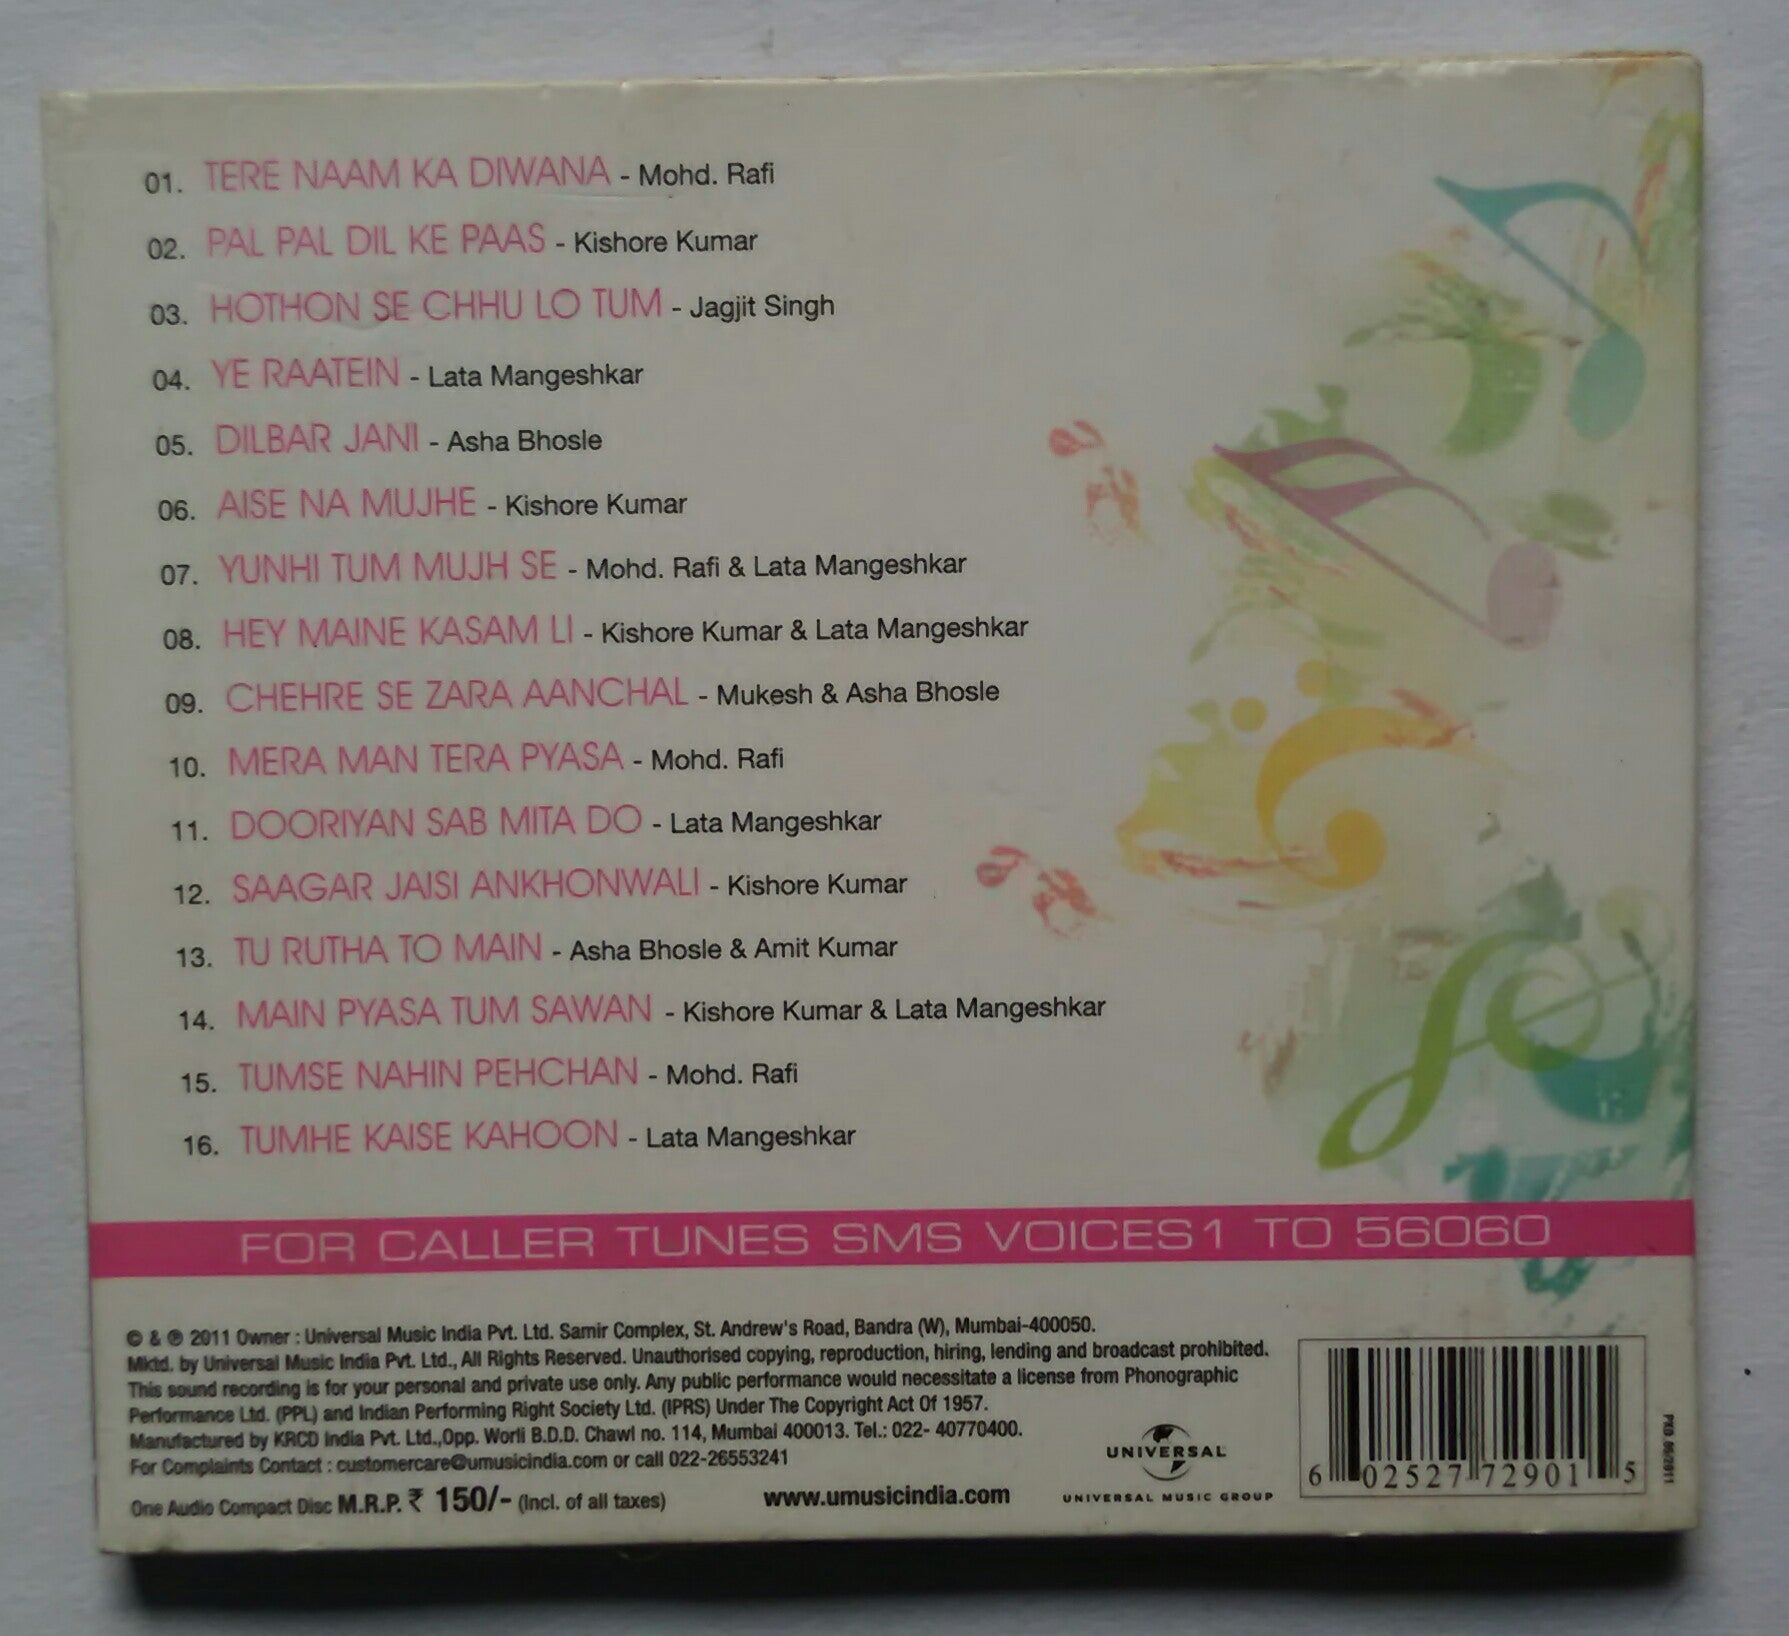 01. TERE NAAM KA DIWANA - Mohd. Rafi
02. PAL PAL DIL KE PAAS - Kishore Kumar
03. HOTHON SE CHHU LO TUM - Jagjit Singh
04. YE RAATEIN - Lata Mangeshkar
05. DILBAR JANI - Asha Bhosle
06. AISE NA MUJHE - Kishore Kumar
07. YUNHI TUM MUJH SE - Mohd. Rafi & Lata Mangeshkar
08. HEY MAINE KASAM LI - Kishore Kumar & Lata Mangeshkar
09. CHEHRE SE ZARA AANCHAL - Mukesh & Asha Bhosle
10. MERA MAN TERA PYASA - Mohd. Rafi
11. DOORIYAN SAB MITA DO - Lata Mangeshkar
12. SAAGAR JAISI ANKHONWALI - Kishore Kumar
13. TU RUTHA TO MAIN - Asha Bhosle & Amit Kumar
14. MAIN PYASA TUM SAWAN - Kishore Kumar & Lata Mangeshkar
15. TUMSE NAHIN PEHCHAN - Mohd. Rafi
16. TUMHE KAISE KAHOON - Lata Mangeshkar
FOR CALLER TUNES SMS VOICES1 TO 56060
© & ℗ 2011 Owner : Universal Music India Pvt. Ltd. Samir Complex, St. Andrew's Road, Bandra (W), Mumbai-400050.
Mktd. by Universal Music India Pvt. Ltd., All Rights Reserved. Unauthorised copying, reproduction, hiring, lending and broadcast prohibited.
This sound recording is for your personal and private use only. Any public performance would necessitate a license from Phonographic
Performance Ltd. (PPL) and Indian Performing Right Society Ltd. (IPRS) Under The Copyright Act Of 1957.
Manufactured by KRCD India Pvt. Ltd.,Opp. Worli B.D.D. Chawl no. 114, Mumbai 400013. Tel.: 022- 40770400.
For Complaints Contact : customercare@umusicindia.com or call 022-26553241
One Audio Compact Disc M.R.P. ₹ 150/- (Incl. of all taxes)
www.umusicindia.com
UNIVERSAL
UNIVERSAL MUSIC GROUP
6 02527 72901 5